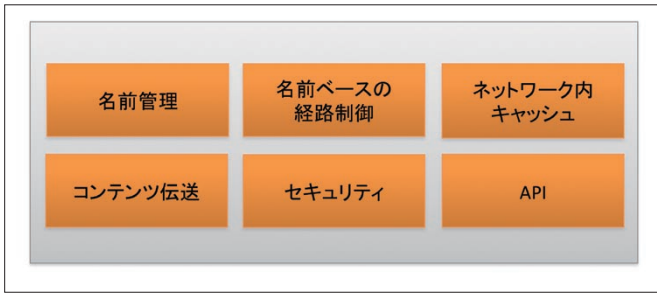 名前管理
名前ベースの
経路制御
ネットワーク内
キャッシュ
コンテンツ伝送
セキュリティ
API